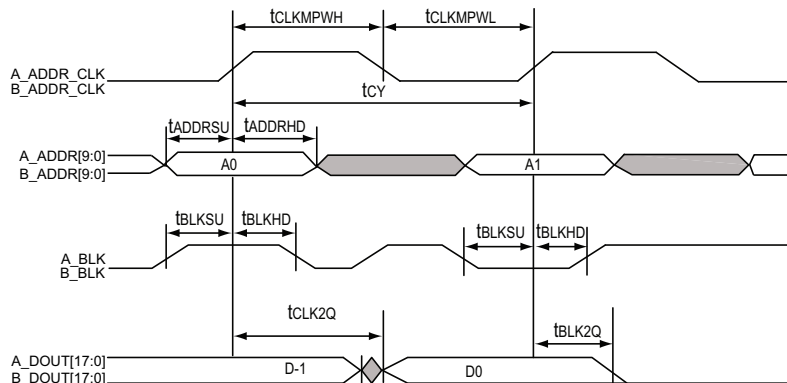 tCLKMPWH tCLKMPWL
A_ADDR_CLK
B_ADDR_CLK
tCY
tADDRSU tADDRHD
A_ADDR[9:0]
B_ADDR[9:0]
A0 A1
tBLKSU tBLKHD tBLKSU tBLKHD
A_BLK
B_BLK
tCLK2Q
tBLK2Q
A_DOUT[17:0]
B_DOUT[17:0]
D-1 D0